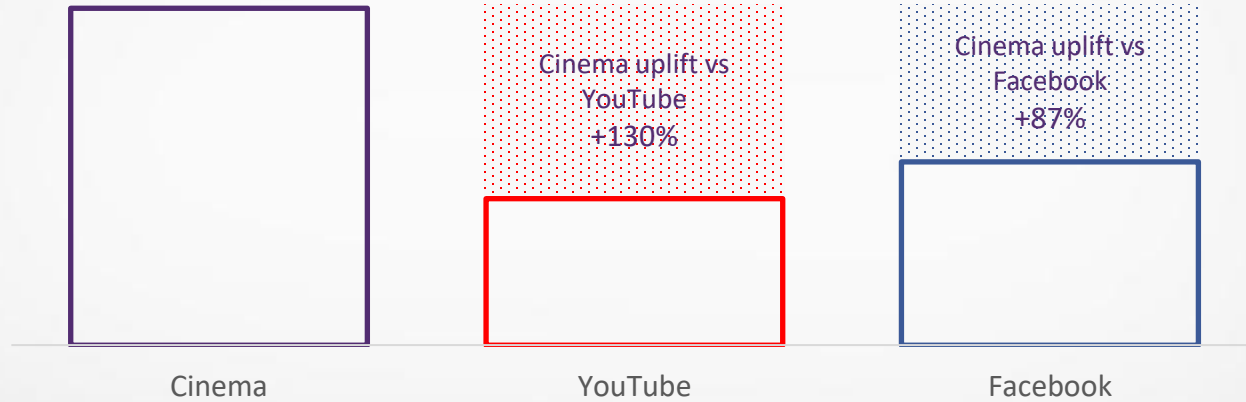 Cinema uplift vs
YouTube
+130%
Cinema uplift vs
Facebook
+87%
Cinema
YouTube
Facebook